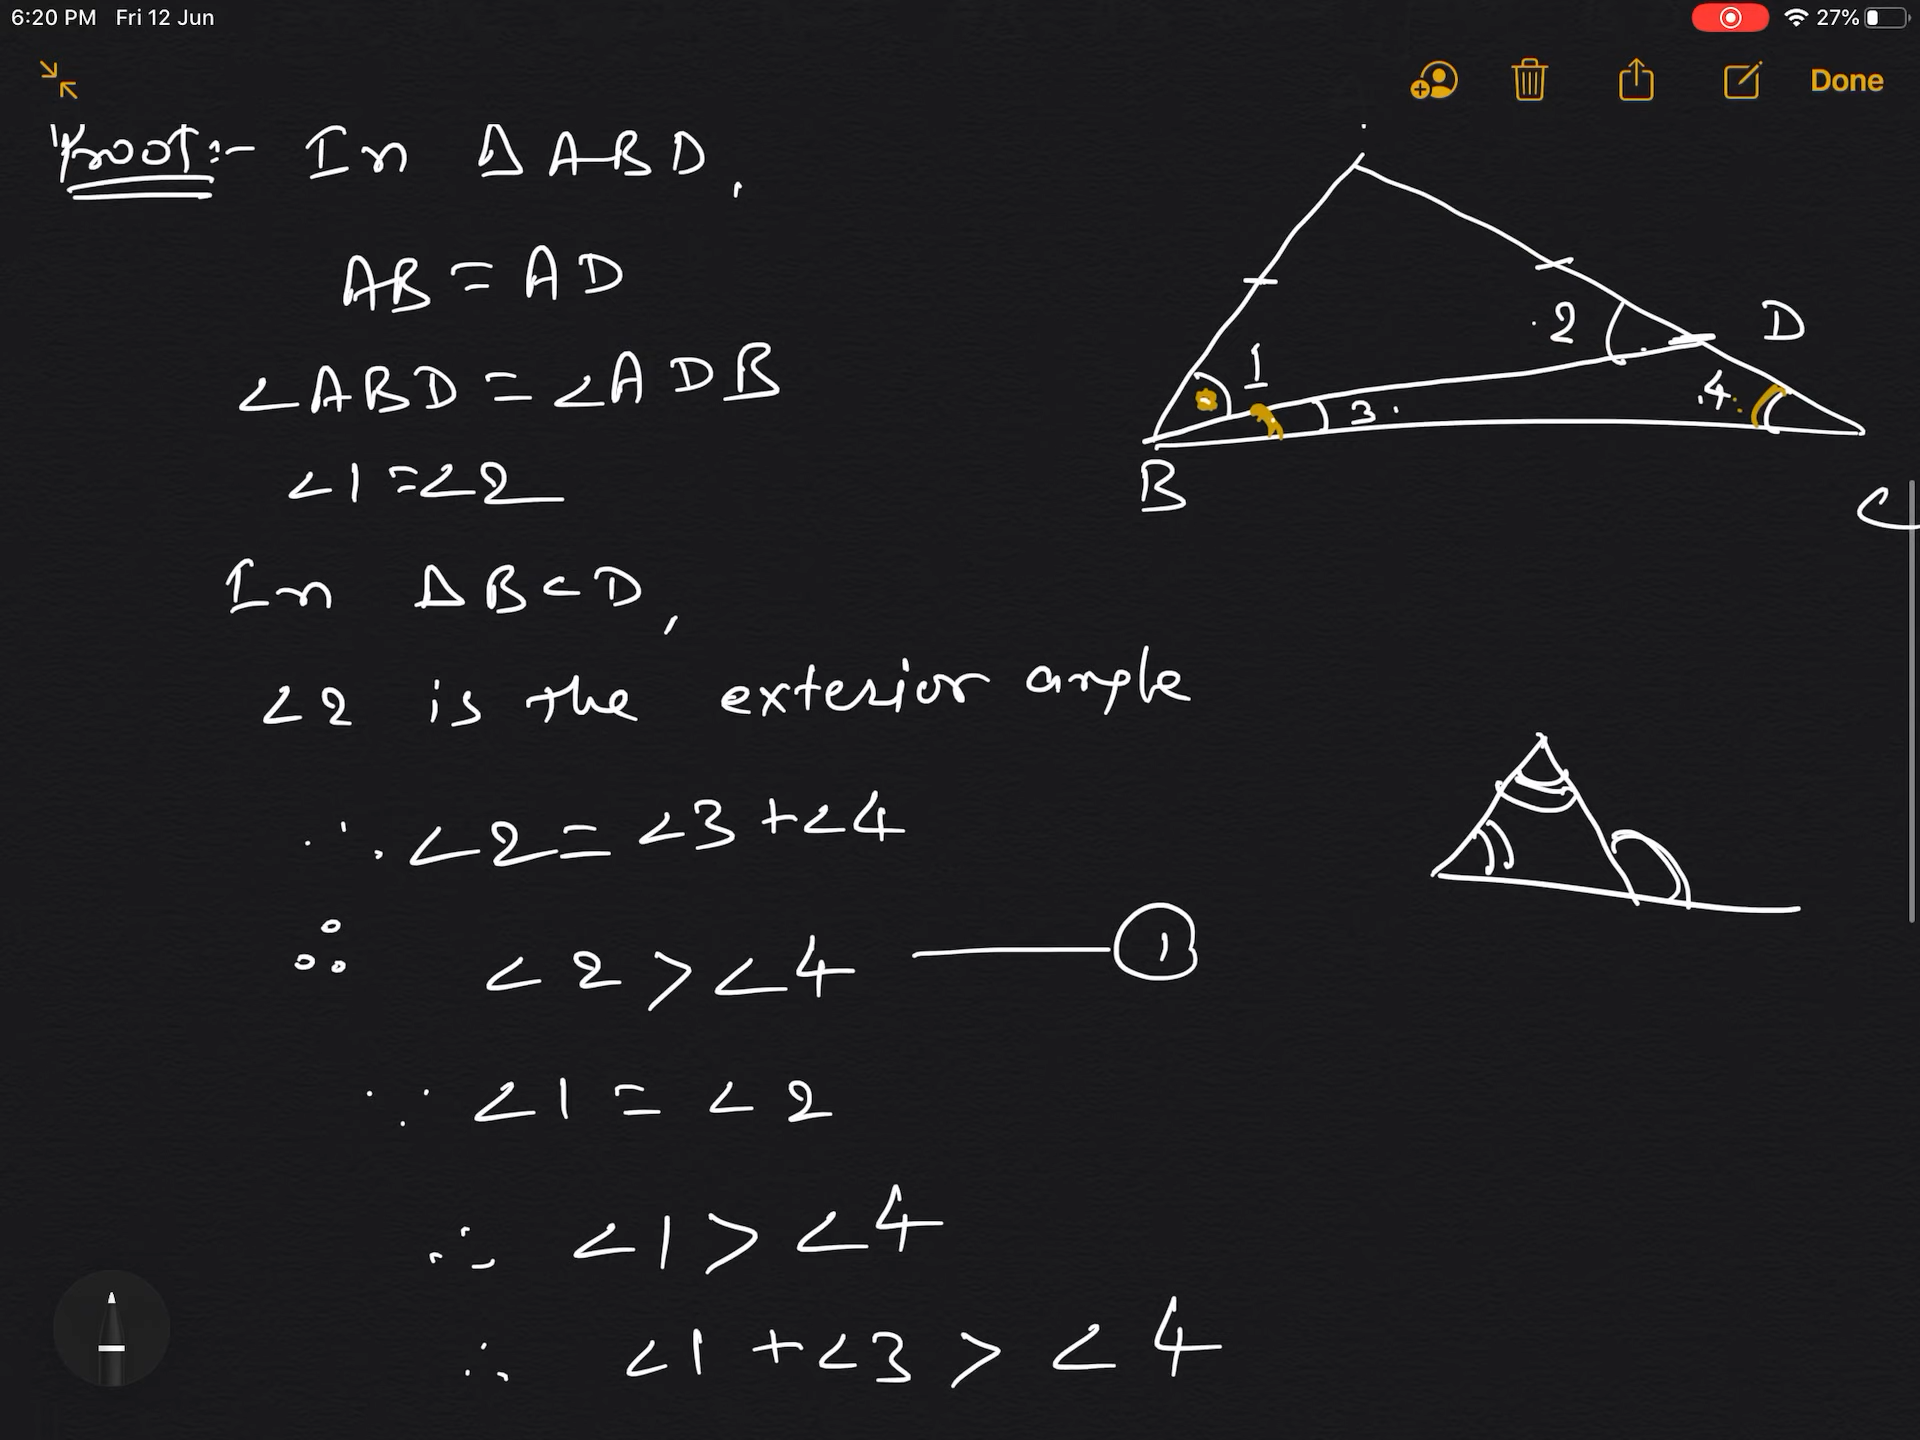 6:20 PM Fri 12 Jun
27%
Done
Proof:- In ΔABD,
AB = AD
∠ABD = ∠ADB
∠1 = ∠2
In ΔBCD,
∠2 is the exterior angle
∴ ∠2 = ∠3 + ∠4
∴ ∠2 > ∠4 —— ①
∵ ∠1 = ∠2
∴ ∠1 > ∠4
∴ ∠1 + ∠3 > ∠4
2 D
1
3 4
B
C